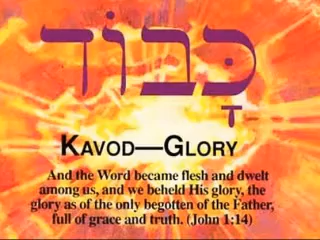 כָּבוֹד
KAVOD—GLORY
And the Word became flesh and dwelt
among us, and we beheld His glory, the
glory as of the only begotten of the Father,
full of grace and truth. (John 1:14)